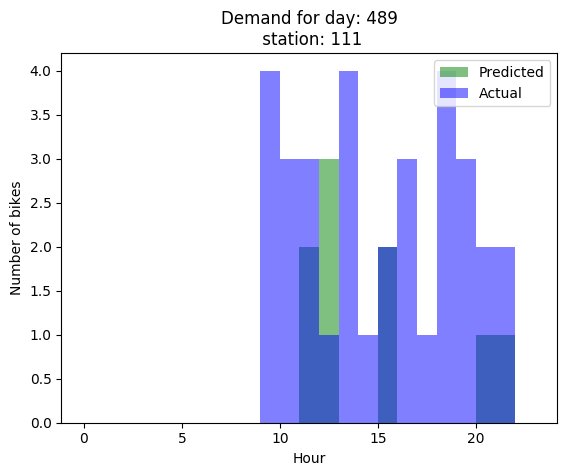 Demand for day: 489
station: 111
Predicted
Actual
4.0
3.5
3.0
2.5
2.0
1.5
1.0
0.5
0.0
Number of bikes
0 5 10 15 20
Hour